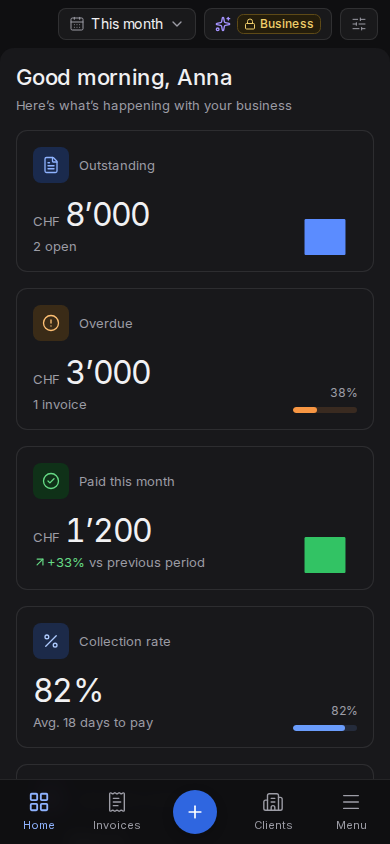 This month
Business
Good morning, Anna
Here’s what’s happening with your business
Outstanding
CHF 8’000
2 open
Overdue
CHF 3’000
38%
1 invoice
Paid this month
CHF 1’200
+33% vs previous period
Collection rate
82%
82%
Avg. 18 days to pay
Home
Invoices
Clients
Menu